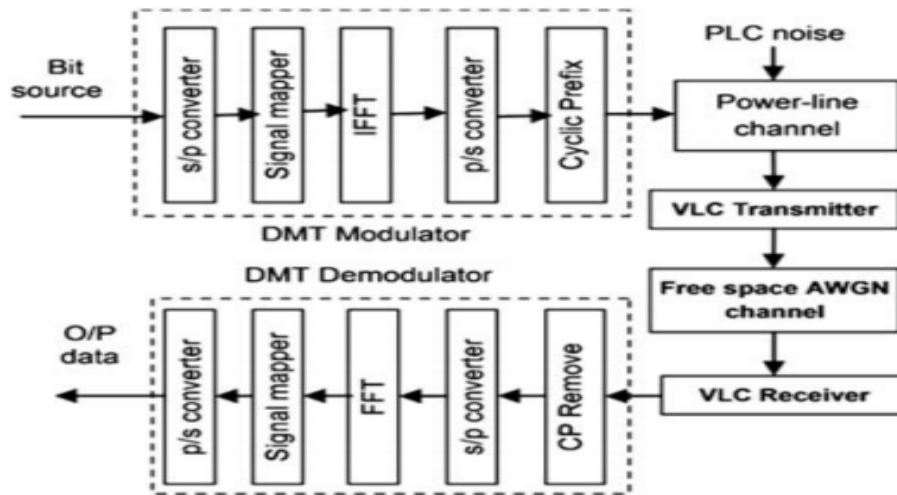 Bit
source
s/p converter
Signal mapper
IFFT
p/s converter
Cyclic Prefix
DMT Modulator
PLC noise
Power-line
channel
VLC Transmitter
Free space AWGN
channel
VLC Receiver
DMT Demodulator
CP Remove
s/p converter
FFT
Signal mapper
p/s converter
O/P
data